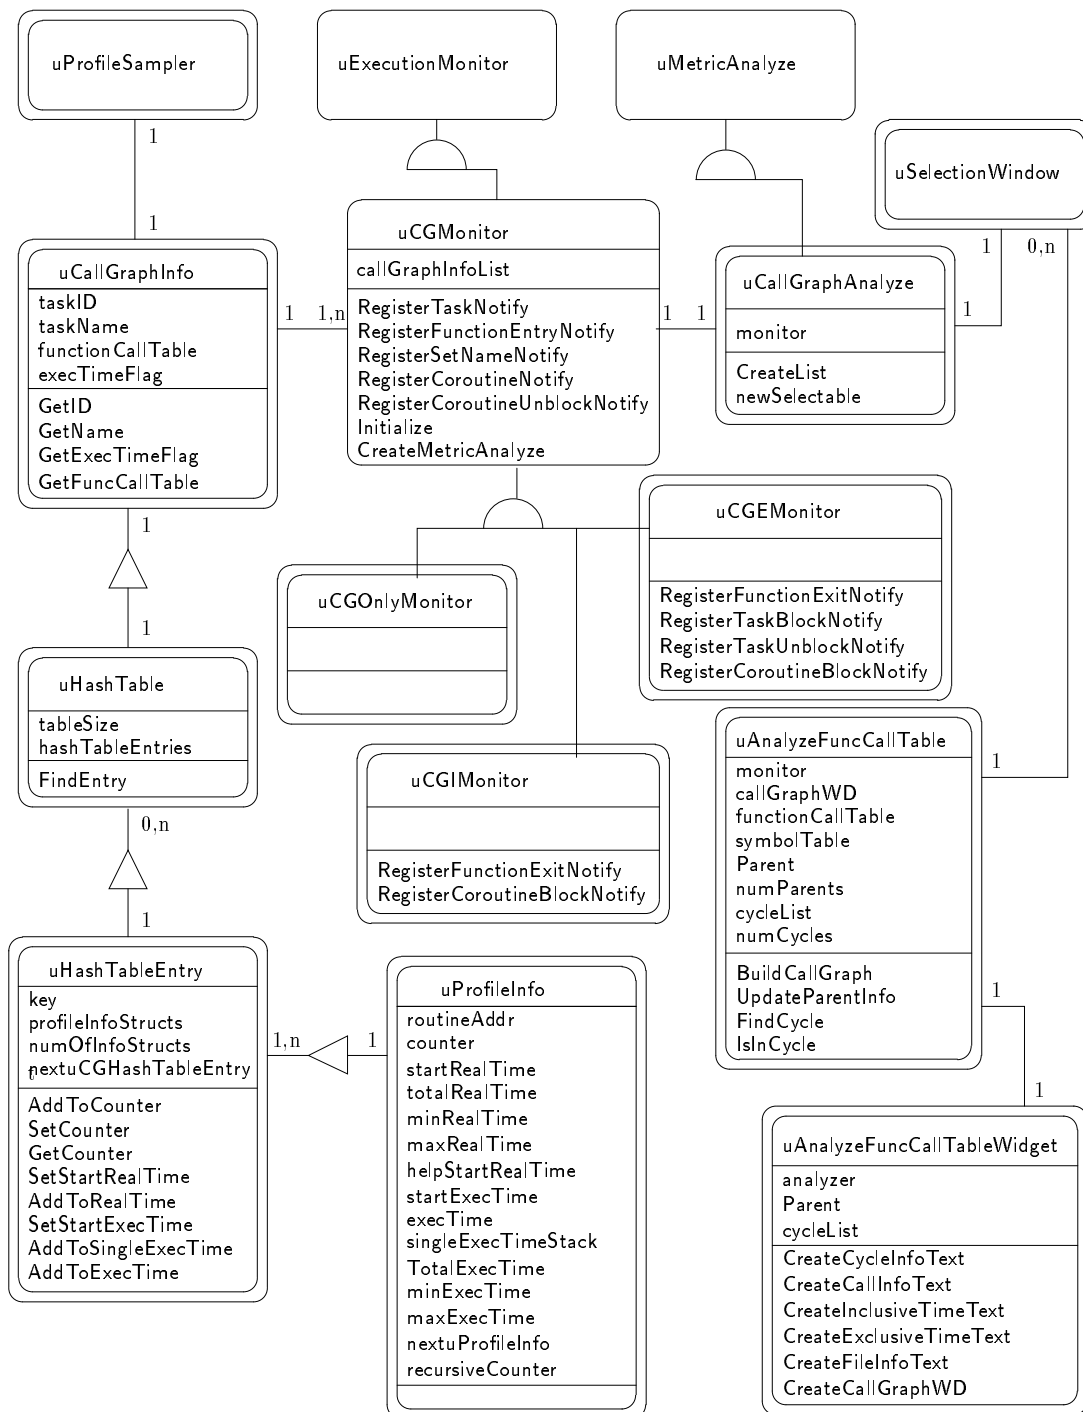 uProfileSampler
uExecutionMonitor
uMetricAnalyze
uSelectionWindow
1
1
uCallGraphInfo
taskID
taskName
functionCallTable
execTimeFlag
GetID
GetName
GetExecTimeFlag
GetFuncCallTable
1
1,n
uCGMonitor
callGraphInfoList
RegisterTaskNotify
RegisterFunctionEntryNotify
RegisterSetNameNotify
RegisterCoroutineNotify
RegisterCoroutineUnblockNotify
Initialize
CreateMetricAnalyze
1
1
uCallGraphAnalyze
monitor
CreateList
newSelectable
1
1
0,n
1
1
uHashTable
tableSize
hashTableEntries
FindEntry
uCGOnlyMonitor
uCGEMonitor
RegisterFunctionExitNotify
RegisterTaskBlockNotify
RegisterTaskUnblockNotify
RegisterCoroutineBlockNotify
uCGIMonitor
RegisterFunctionExitNotify
RegisterCoroutineBlockNotify
uAnalyzeFuncCallTable
monitor
callGraphWD
functionCallTable
symbolTable
Parent
numParents
cycleList
numCycles
BuildCallGraph
UpdateParentInfo
FindCycle
IsInCycle
1
0,n
1
uHashTableEntry
key
profileInfoStructs
numOfInfoStructs
nextuCGHashTableEntry
AddToCounter
SetCounter
GetCounter
SetStartRealTime
AddToRealTime
SetStartExecTime
AddToSingleExecTime
AddToExecTime
1,n
1
uProfileInfo
routineAddr
counter
startRealTime
totalRealTime
minRealTime
maxRealTime
helpStartRealTime
startExecTime
execTime
singleExecTimeStack
TotalExecTime
minExecTime
maxExecTime
nextuProfileInfo
recursiveCounter
1
1
uAnalyzeFuncCallTableWidget
analyzer
Parent
cycleList
CreateCycleInfoText
CreateCallInfoText
CreateInclusiveTimeText
CreateExclusiveTimeText
CreateFileInfoText
CreateCallGraphWD